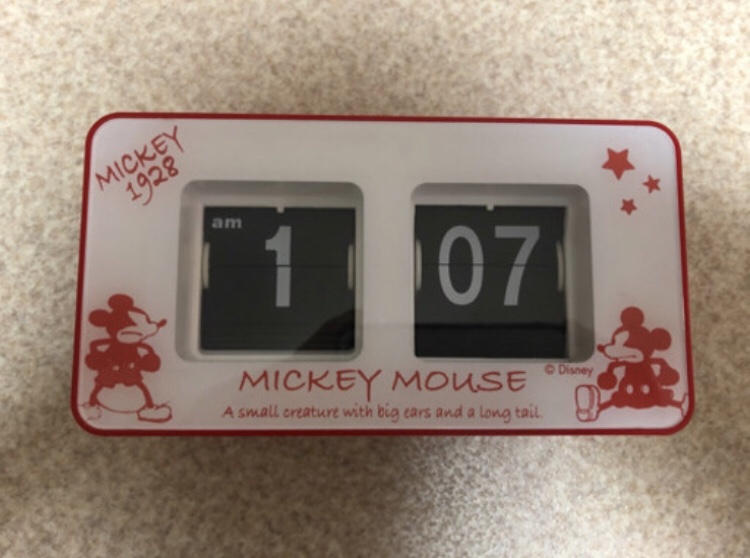 MICKEY
1928
am
1
07
© Disney
MICKEY MOUSE
A small creature with big ears and a long tail.